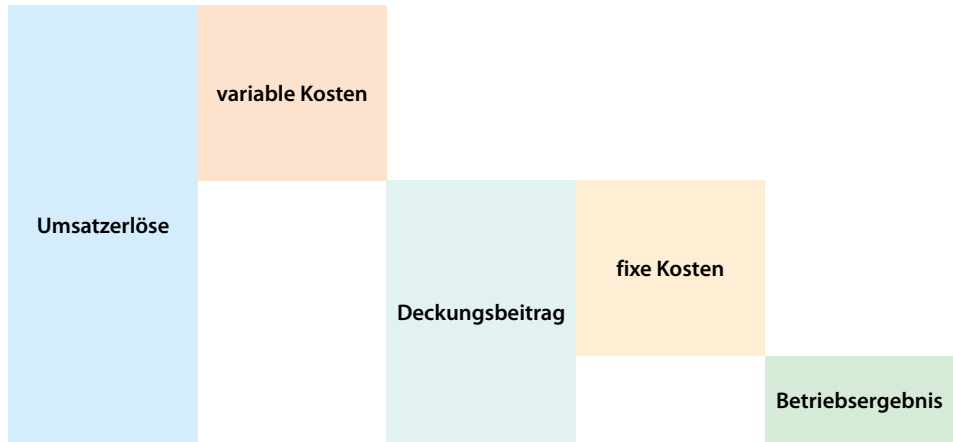 variable Kosten
Umsatzerlöse
fixe Kosten
Deckungsbeitrag
Betriebsergebnis